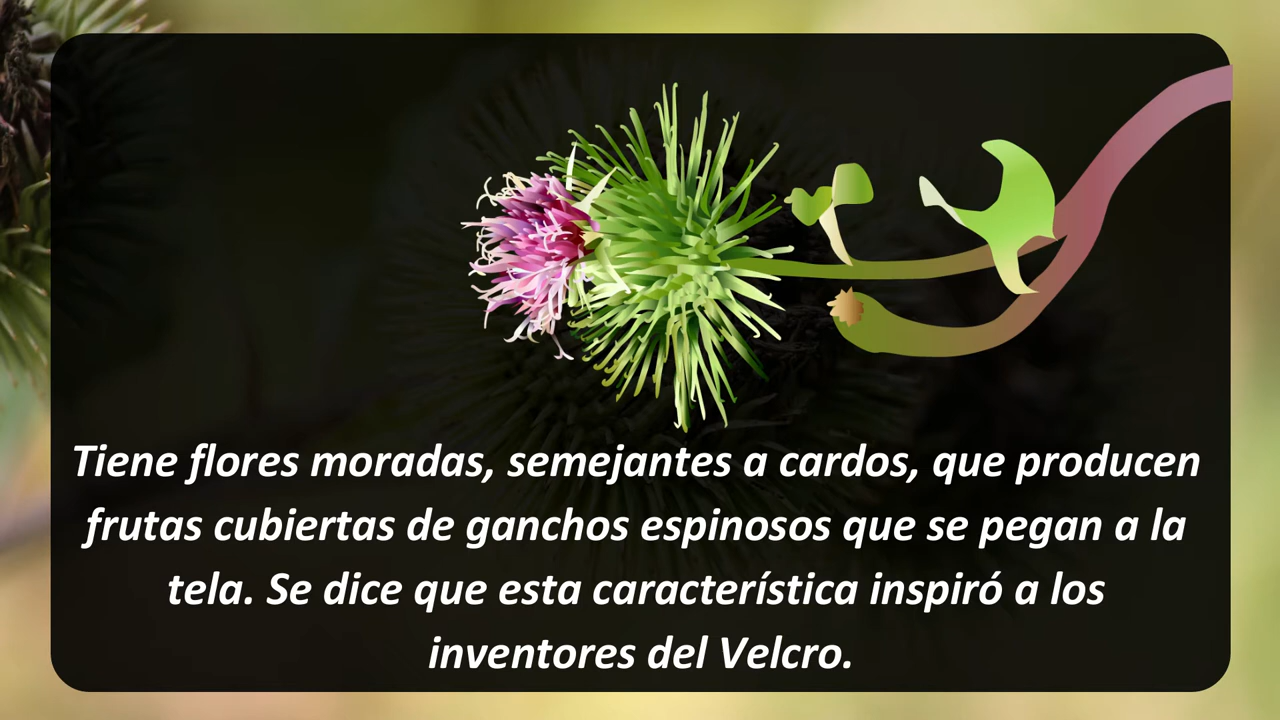 Tiene flores moradas, semejantes a cardos, que producen
frutas cubiertas de ganchos espinosos que se pegan a la
tela. Se dice que esta característica inspiró a los
inventores del Velcro.